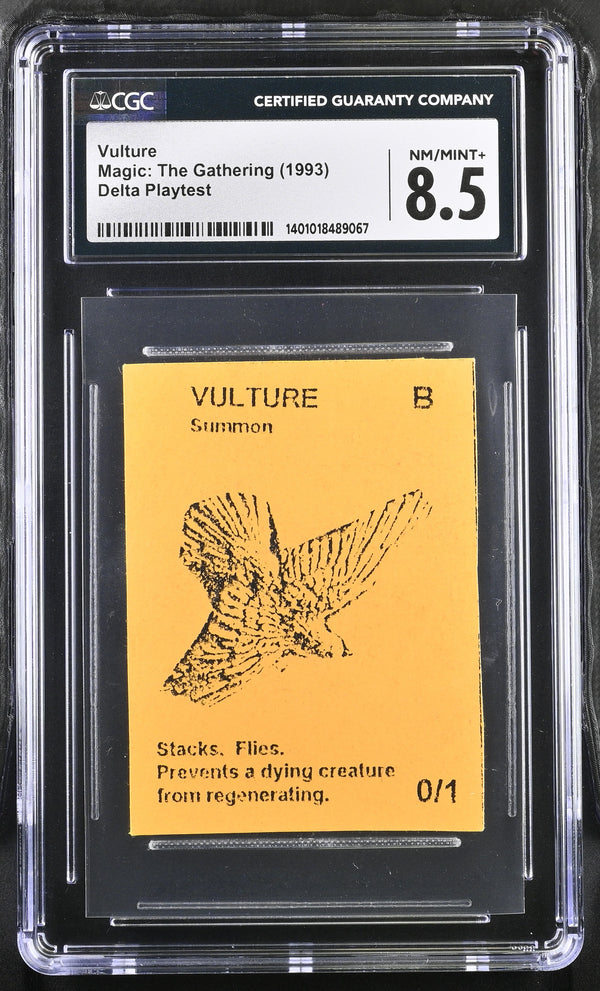 CGC
CERTIFIED GUARANTY COMPANY
Vulture
Magic: The Gathering (1993)
Delta Playtest
NM/MINT+
8.5
1401018489067
VULTURE B
Summon
Stacks. Flies.
Prevents a dying creature
from regenerating.
0/1